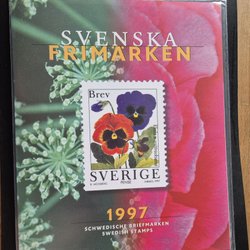 SVENSKA
FRIMÄRKEN
Brev
SVERIGE
1997
SCHWEDISCHE BRIEFMARKEN
SWEDISH STAMPS